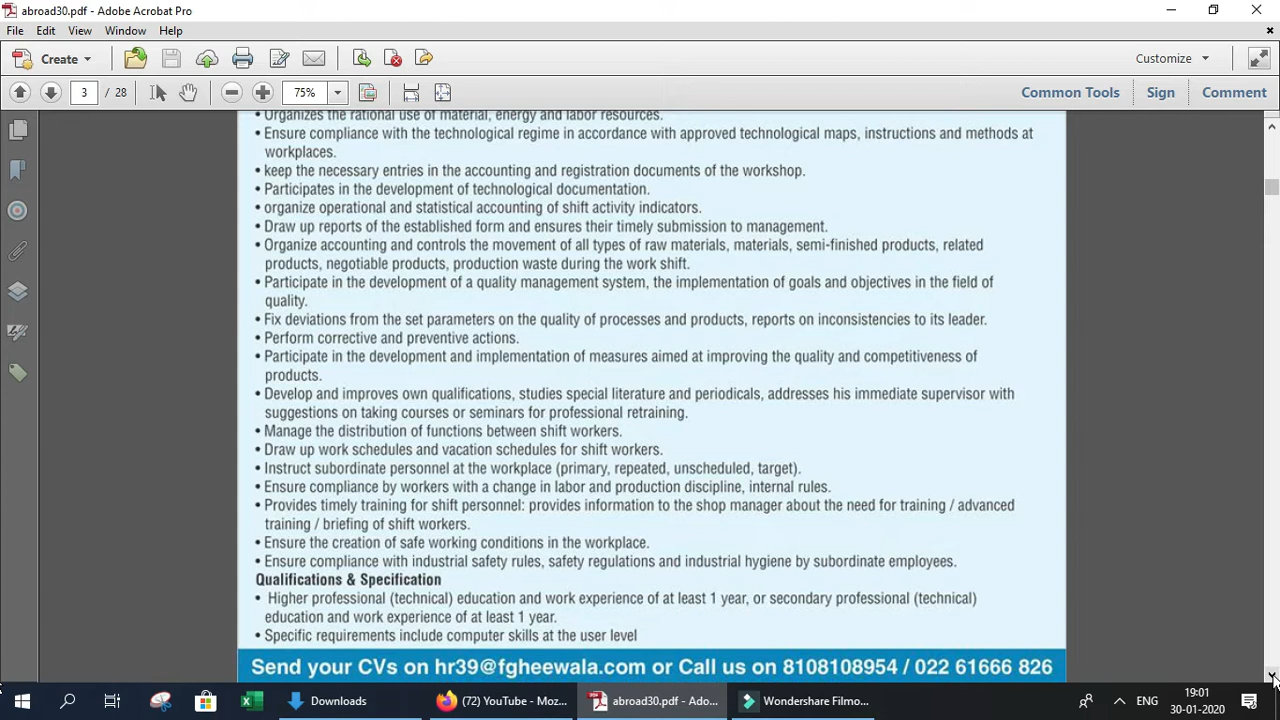 abroad30.pdf - Adobe Acrobat Pro
File Edit View Window Help
Create Customize
3 / 28 75% Common Tools Sign Comment
• Organizes the rational use of material, energy and labor resources.
• Ensure compliance with the technological regime in accordance with approved technological maps, instructions and methods at
workplaces.
• keep the necessary entries in the accounting and registration documents of the workshop.
• Participates in the development of technological documentation.
• organize operational and statistical accounting of shift activity indicators.
• Draw up reports of the established form and ensures their timely submission to management.
• Organize accounting and controls the movement of all types of raw materials, materials, semi-finished products, related
products, negotiable products, production waste during the work shift.
• Participate in the development of a quality management system, the implementation of goals and objectives in the field of
quality.
• Fix deviations from the set parameters on the quality of processes and products, reports on inconsistencies to its leader.
• Perform corrective and preventive actions.
• Participate in the development and implementation of measures aimed at improving the quality and competitiveness of
products.
• Develop and improves own qualifications, studies special literature and periodicals, addresses his immediate supervisor with
suggestions on taking courses or seminars for professional retraining.
• Manage the distribution of functions between shift workers.
• Draw up work schedules and vacation schedules for shift workers.
• Instruct subordinate personnel at the workplace (primary, repeated, unscheduled, target).
• Ensure compliance by workers with a change in labor and production discipline, internal rules.
• Provides timely training for shift personnel: provides information to the shop manager about the need for training / advanced
training / briefing of shift workers.
• Ensure the creation of safe working conditions in the workplace.
• Ensure compliance with industrial safety rules, safety regulations and industrial hygiene by subordinate employees.
Qualifications & Specification
• Higher professional (technical) education and work experience of at least 1 year, or secondary professional (technical)
education and work experience of at least 1 year.
• Specific requirements include computer skills at the user level
Send your CVs on hr39@fgheewala.com or Call us on 8108108954 / 022 61666 826
Downloads (72) YouTube - Moz... abroad30.pdf - Ado... Wondershare Filmo... ENG 19:01
30-01-2020